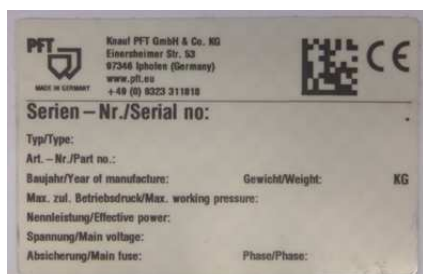 PFT
MADE IN GERMANY
Knauf PFT GmbH & Co. KG
Einersheimer Str. 53
97346 Iphofen (Germany)
www.pft.eu
+49 (0) 9323 311818
CE
Serien – Nr./Serial no:
Typ/Type:
Art. – Nr./Part no.:
Baujahr/Year of manufacture: Gewicht/Weight: KG
Max. zul. Betriebsdruck/Max. working pressure:
Nennleistung/Effective power:
Spannung/Main voltage:
Absicherung/Main fuse: Phase/Phase: